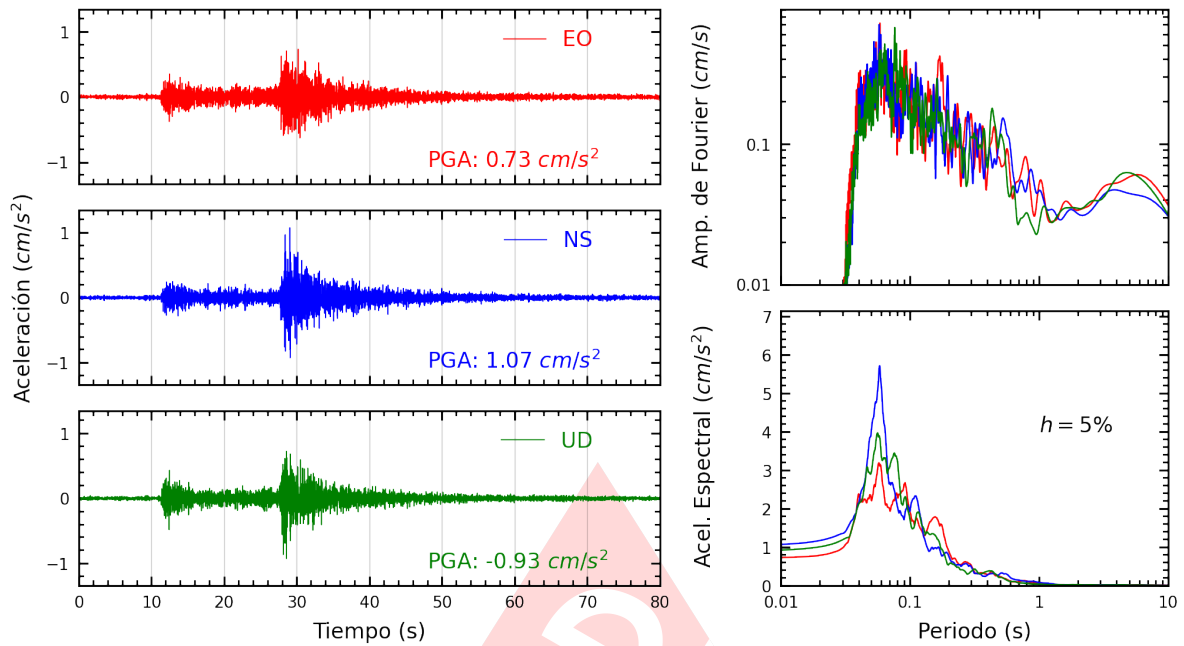 Aceleración (cm/s²)
1
0
−1
EO
PGA: 0.73 cm/s²
1
0
−1
NS
PGA: 1.07 cm/s²
1
0
−1
UD
PGA: -0.93 cm/s²
0 10 20 30 40 50 60 70 80
Tiempo (s)
Amp. de Fourier (cm/s)
0.1
0.01
Acel. Espectral (cm/s²)
7
6
5
4
3
2
1
0
h = 5%
0.01 0.1 1 10
Periodo (s)